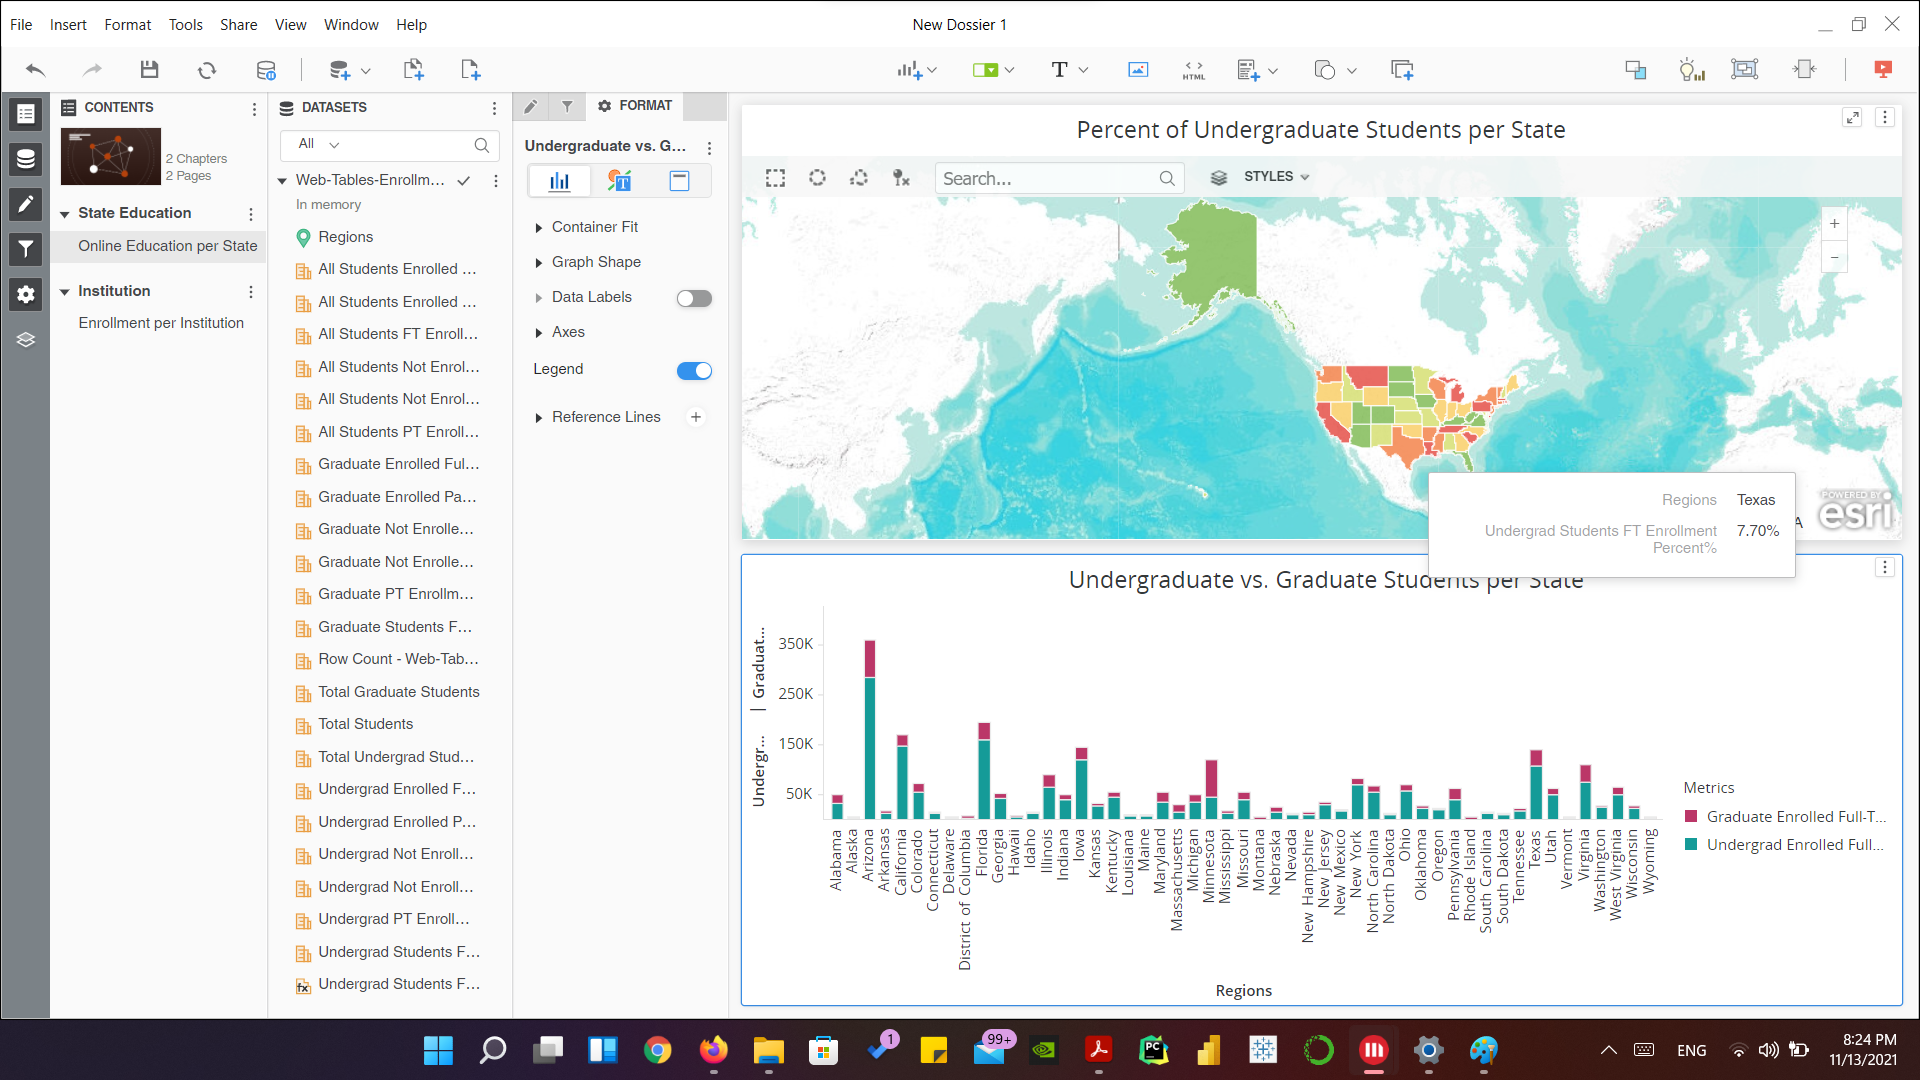 New Dossier 1
File Insert Format Tools Share View Window Help
HTML
CONTENTS
2 Chapters
2 Pages
State Education
Online Education per State
Institution
Enrollment per Institution
DATASETS
All
Web-Tables-Enrollm...
In memory
Regions
All Students Enrolled ...
All Students Enrolled ...
All Students FT Enroll...
All Students Not Enrol...
All Students Not Enrol...
All Students PT Enroll...
Graduate Enrolled Ful...
Graduate Enrolled Pa...
Graduate Not Enrolle...
Graduate Not Enrolle...
Graduate PT Enrollm...
Graduate Students F...
Row Count - Web-Tab...
Total Graduate Students
Total Students
Total Undergrad Stud...
Undergrad Enrolled F...
Undergrad Enrolled P...
Undergrad Not Enroll...
Undergrad Not Enroll...
Undergrad PT Enroll...
Undergrad Students F...
Undergrad Students F...
FORMAT
Undergraduate vs. G...
Container Fit
Graph Shape
Data Labels
Axes
Legend
Reference Lines
Percent of Undergraduate Students per State
Search...
STYLES
Regions Texas
Undergrad Students FT Enrollment Percent% 7.70%
POWERED BY
esri
A
Undergraduate vs. Graduate Students per State
Undergr... | Graduat...
350K
250K
150K
50K
Alabama
Alaska
Arizona
Arkansas
California
Colorado
Connecticut
Delaware
District of Columbia
Florida
Georgia
Hawaii
Idaho
Illinois
Indiana
Iowa
Kansas
Kentucky
Louisiana
Maine
Maryland
Massachusetts
Michigan
Minnesota
Mississippi
Missouri
Montana
Nebraska
Nevada
New Hampshire
New Jersey
New Mexico
New York
North Carolina
North Dakota
Ohio
Oklahoma
Oregon
Pennsylvania
Rhode Island
South Carolina
South Dakota
Tennessee
Texas
Utah
Vermont
Virginia
Washington
West Virginia
Wisconsin
Wyoming
Regions
Metrics
Graduate Enrolled Full-T...
Undergrad Enrolled Full...
1
99+
PC
ENG
8:24 PM
11/13/2021